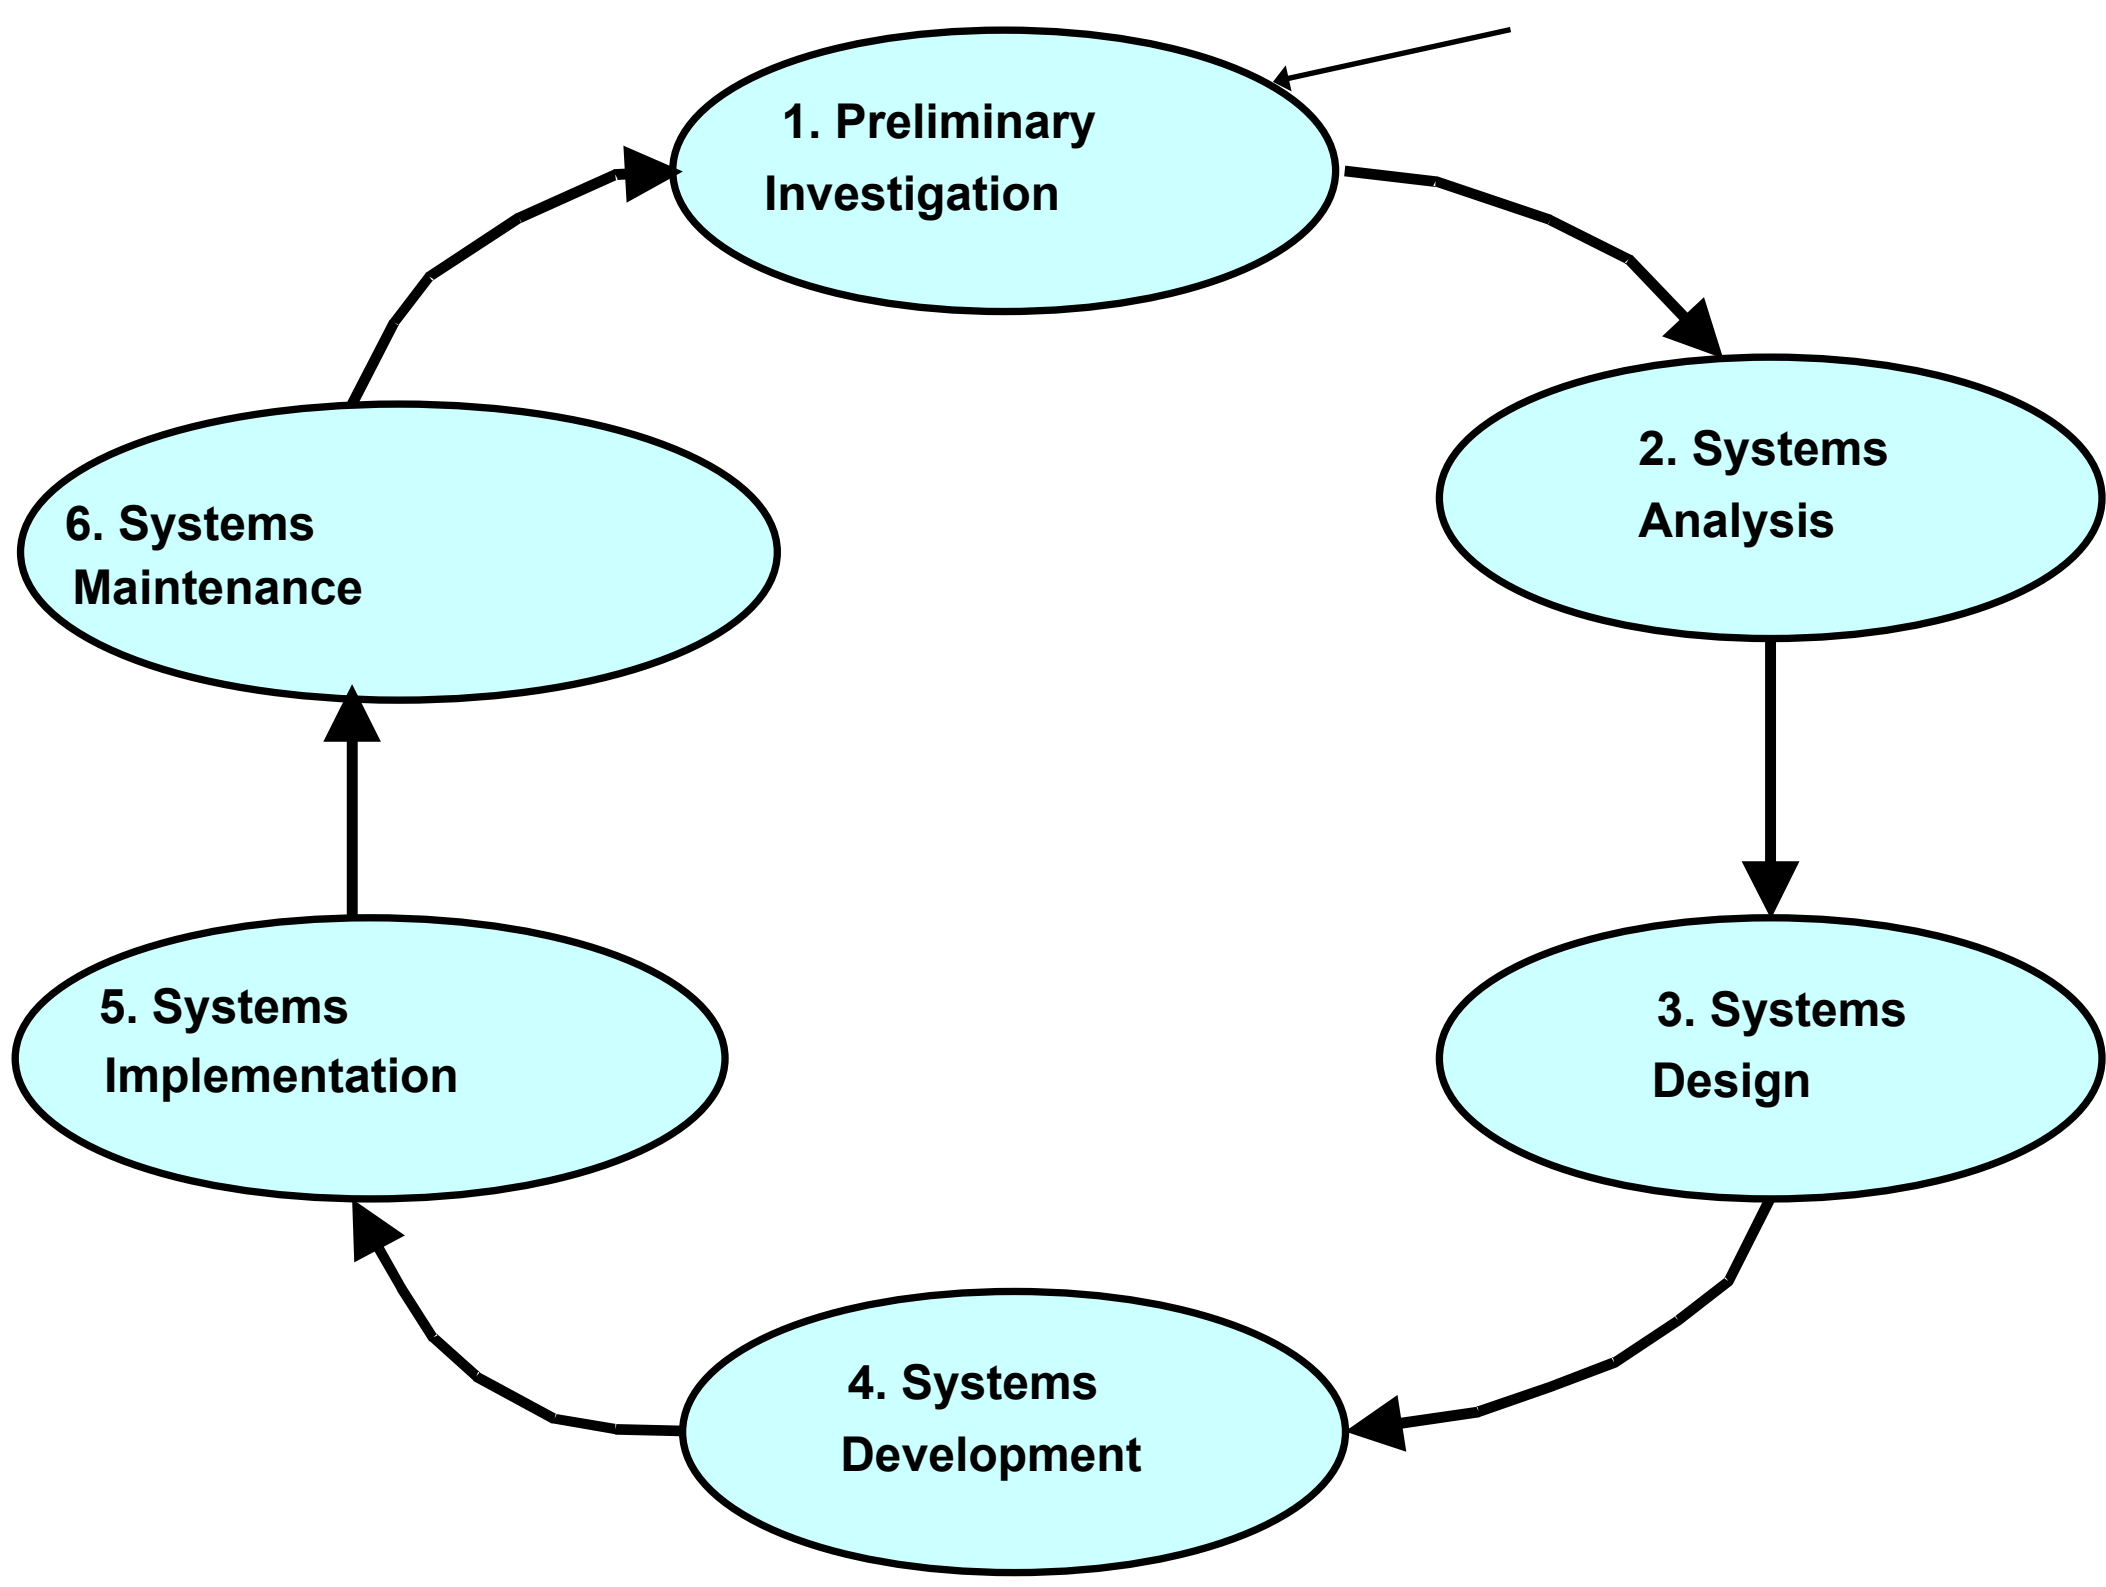 1. Preliminary
Investigation
2. Systems
Analysis
3. Systems
Design
4. Systems
Development
5. Systems
Implementation
6. Systems
Maintenance